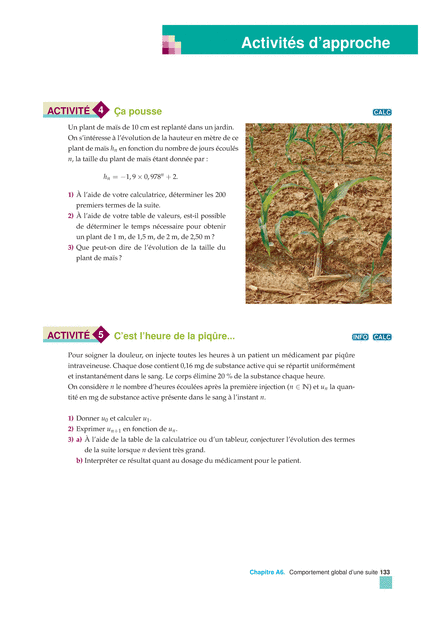 Activités d'approche
ACTIVITÉ 4 Ça pousse
CALC
Un plant de maïs de 10 cm est replanté dans un jardin.
On s'intéresse à l'évolution de la hauteur en mètre de ce
plant de maïs hn en fonction du nombre de jours écoulés
n, la taille du plant de maïs étant donnée par :
hn = −1,9 × 0,978ⁿ + 2.
1) À l'aide de votre calculatrice, déterminer les 200
premiers termes de la suite.
2) À l'aide de votre table de valeurs, est-il possible
de déterminer le temps nécessaire pour obtenir
un plant de 1 m, de 1,5 m, de 2 m, de 2,50 m ?
3) Que peut-on dire de l'évolution de la taille du
plant de maïs ?
ACTIVITÉ 5 C'est l'heure de la piqûre...
INFO CALC
Pour soigner la douleur, on injecte toutes les heures à un patient un médicament par piqûre
intraveineuse. Chaque dose contient 0,16 mg de substance active qui se répartit uniformément
et instantanément dans le sang. Le corps élimine 20 % de la substance chaque heure.
On considère n le nombre d'heures écoulées après la première injection (n ∈ ℕ) et un la quan-
tité en mg de substance active présente dans le sang à l'instant n.
1) Donner u0 et calculer u1.
2) Exprimer un+1 en fonction de un.
3) a) À l'aide de la table de la calculatrice ou d'un tableur, conjecturer l'évolution des termes
de la suite lorsque n devient très grand.
b) Interpréter ce résultat quant au dosage du médicament pour le patient.
Chapitre A6. Comportement global d'une suite 133